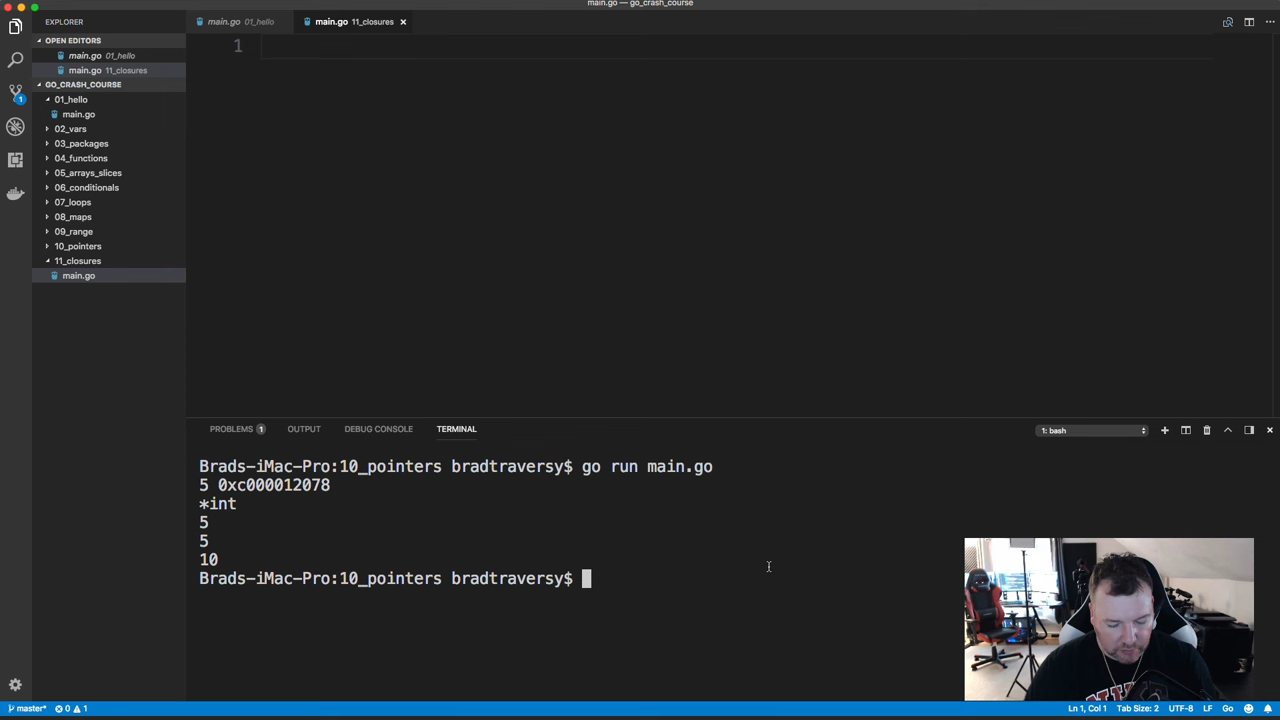 main.go — go_crash_course
EXPLORER
main.go 01_hello
main.go 11_closures
OPEN EDITORS
main.go 01_hello
main.go 11_closures
GO_CRASH_COURSE
01_hello
main.go
02_vars
03_packages
04_functions
05_arrays_slices
06_conditionals
07_loops
08_maps
09_range
10_pointers
11_closures
main.go
1
1
PROBLEMS 1
OUTPUT
DEBUG CONSOLE
TERMINAL
1: bash
Brads-iMac-Pro:10_pointers bradtraversy$ go run main.go
5 0xc000012078
*int
5
5
10
Brads-iMac-Pro:10_pointers bradtraversy$
master* 0 1
Ln 1, Col 1 Tab Size: 2 UTF-8 LF Go